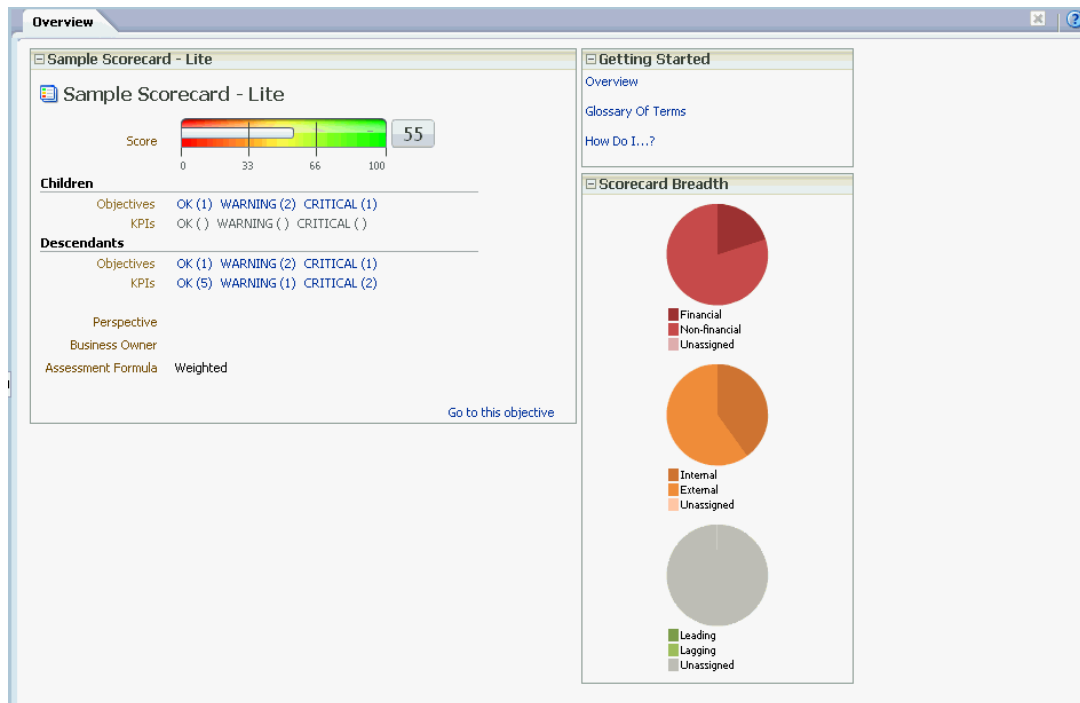 Overview
Sample Scorecard - Lite
Sample Scorecard - Lite
Score
55
0 33 66 100
Children
Objectives OK (1) WARNING (2) CRITICAL (1)
KPIs OK ( ) WARNING ( ) CRITICAL ( )
Descendants
Objectives OK (1) WARNING (2) CRITICAL (1)
KPIs OK (5) WARNING (1) CRITICAL (2)
Perspective
Business Owner
Assessment Formula Weighted
Go to this objective
Getting Started
Overview
Glossary Of Terms
How Do I...?
Scorecard Breadth
Financial
Non-financial
Unassigned
Internal
External
Unassigned
Leading
Lagging
Unassigned